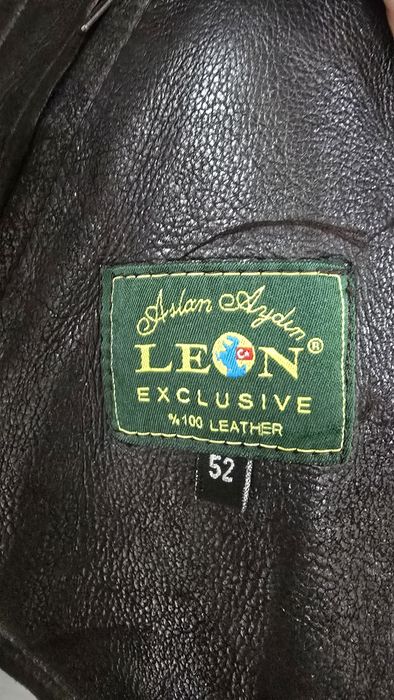 Aslan Aydın
LEON®
EXCLUSIVE
%100 LEATHER
52